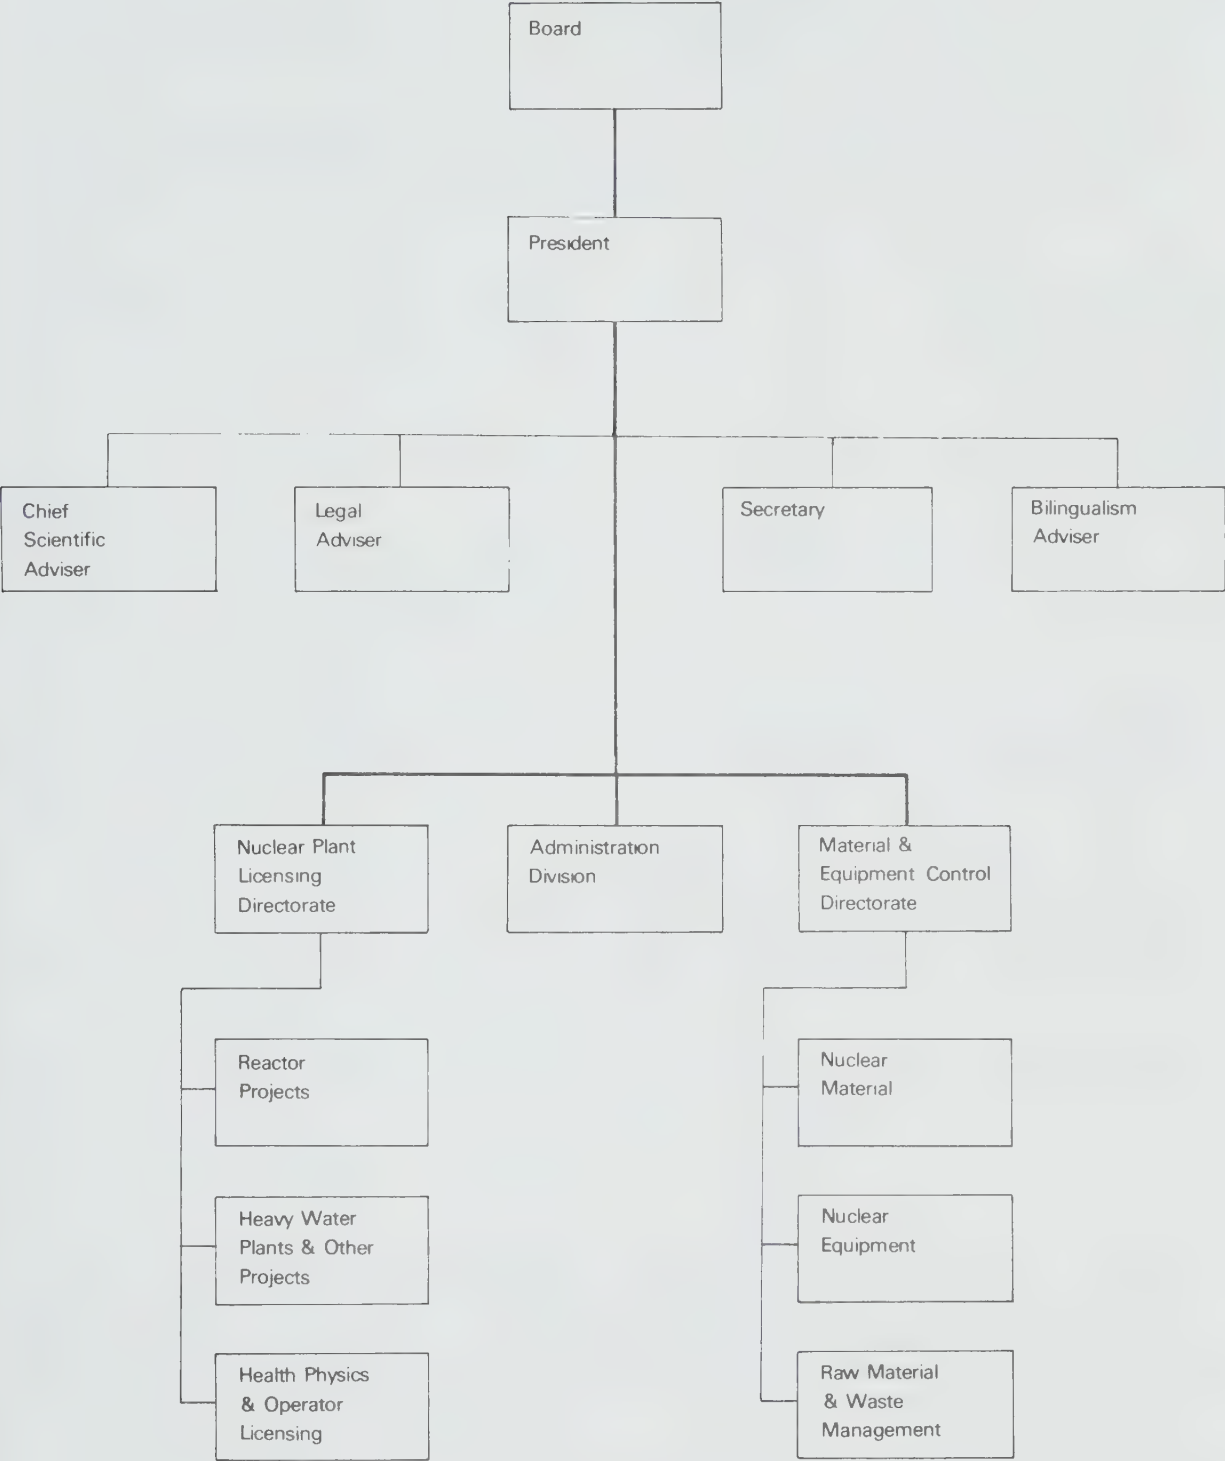 Board
President
Chief
Scientific
Adviser
Legal
Adviser
Secretary
Bilingualism
Adviser
Nuclear Plant
Licensing
Directorate
Administration
Division
Material &
Equipment Control
Directorate
Reactor
Projects
Heavy Water
Plants & Other
Projects
Health Physics
& Operator
Licensing
Nuclear
Material
Nuclear
Equipment
Raw Material
& Waste
Management